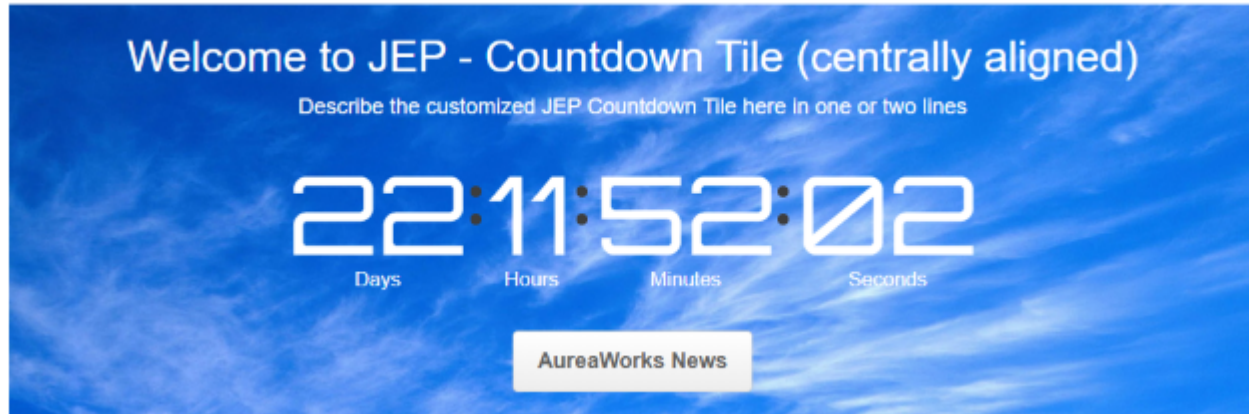 Welcome to JEP - Countdown Tile (centrally aligned)
Describe the customized JEP Countdown Tile here in one or two lines
22:11:52:02
Days Hours Minutes Seconds
AureaWorks News